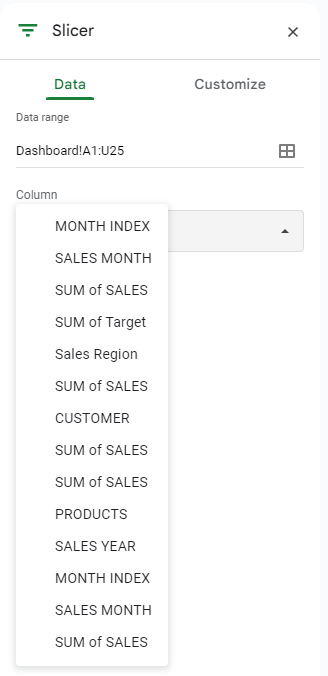 Slicer
Data
Customize
Data range
Dashboard!A1:U25
Column
MONTH INDEX
SALES MONTH
SUM of SALES
SUM of Target
Sales Region
SUM of SALES
CUSTOMER
SUM of SALES
SUM of SALES
PRODUCTS
SALES YEAR
MONTH INDEX
SALES MONTH
SUM of SALES